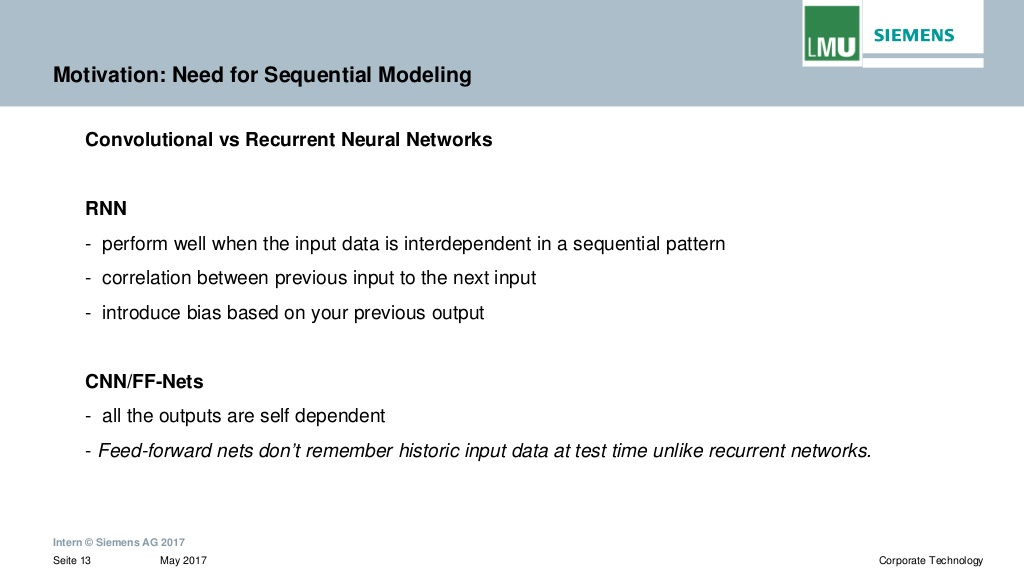 LMU
SIEMENS
Motivation: Need for Sequential Modeling
Convolutional vs Recurrent Neural Networks
RNN
- perform well when the input data is interdependent in a sequential pattern
- correlation between previous input to the next input
- introduce bias based on your previous output
CNN/FF-Nets
- all the outputs are self dependent
- Feed-forward nets don’t remember historic input data at test time unlike recurrent networks.
Intern © Siemens AG 2017
Seite 13 May 2017 Corporate Technology